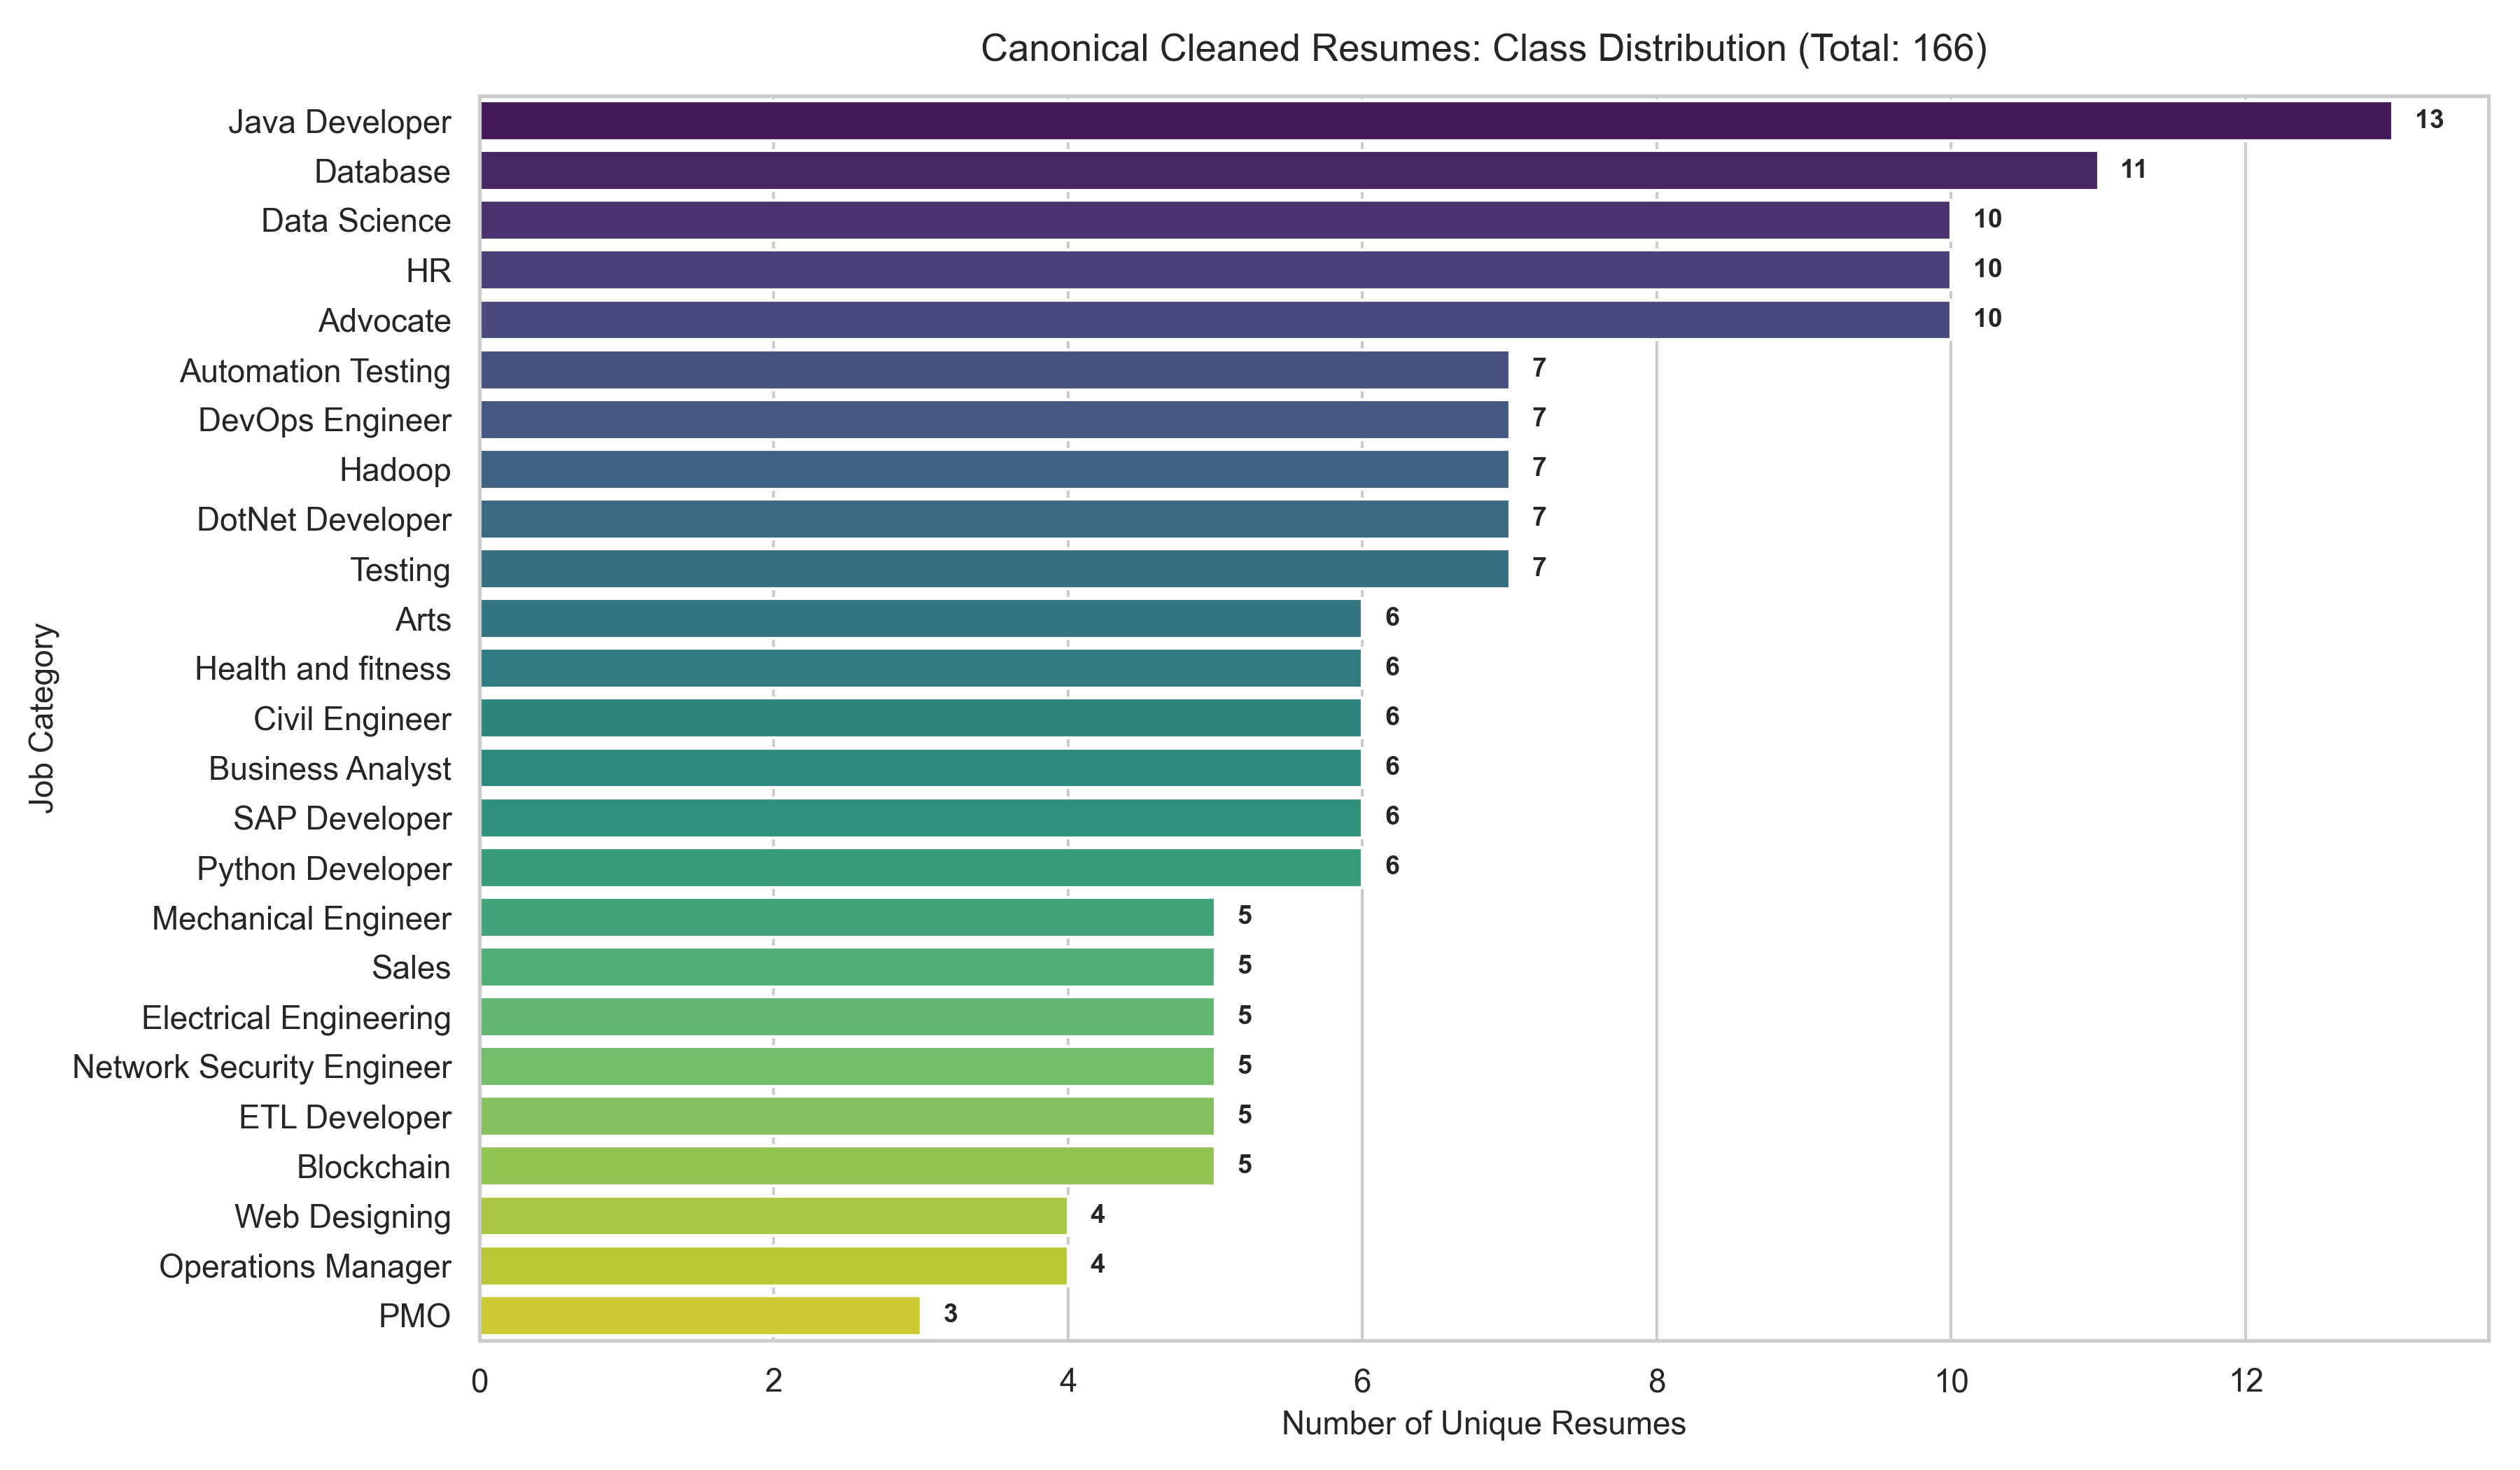 Canonical Cleaned Resumes: Class Distribution (Total: 166)
Java Developer 13
Database 11
Data Science 10
HR 10
Advocate 10
Automation Testing 7
DevOps Engineer 7
Hadoop 7
DotNet Developer 7
Testing 7
Arts 6
Health and fitness 6
Civil Engineer 6
Business Analyst 6
SAP Developer 6
Python Developer 6
Mechanical Engineer 5
Sales 5
Electrical Engineering 5
Network Security Engineer 5
ETL Developer 5
Blockchain 5
Web Designing 4
Operations Manager 4
PMO 3
Job Category
0 2 4 6 8 10 12
Number of Unique Resumes